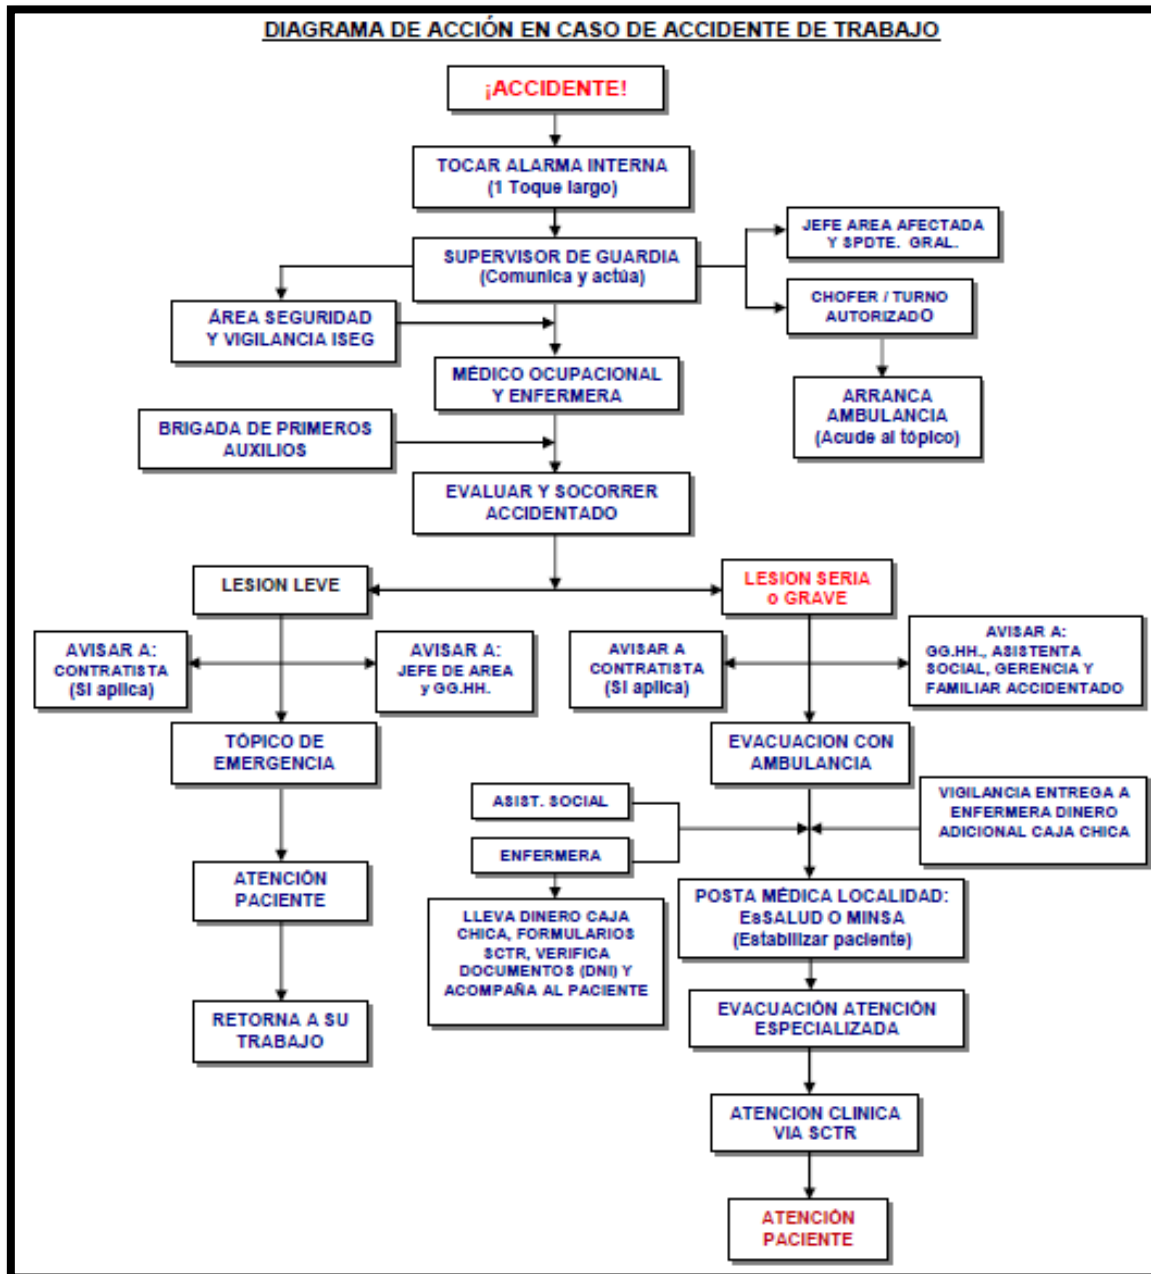 DIAGRAMA DE ACCIÓN EN CASO DE ACCIDENTE DE TRABAJO
¡ACCIDENTE!
TOCAR ALARMA INTERNA
(1 Toque largo)
JEFE AREA AFECTADA
Y SPDTE. GRAL.
SUPERVISOR DE GUARDIA
(Comunica y actúa)
CHOFER / TURNO
AUTORIZADO
ÁREA SEGURIDAD
Y VIGILANCIA ISEG
MÉDICO OCUPACIONAL
Y ENFERMERA
ARRANCA
AMBULANCIA
(Acude al tópico)
BRIGADA DE PRIMEROS
AUXILIOS
EVALUAR Y SOCORRER
ACCIDENTADO
LESION LEVE
LESION SERIA
o GRAVE
AVISAR A:
CONTRATISTA
(SI aplica)
AVISAR A:
JEFE DE AREA
y GG.HH.
AVISAR A
CONTRATISTA
(SI aplica)
AVISAR A:
GG.HH., ASISTENTA
SOCIAL, GERENCIA Y
FAMILIAR ACCIDENTADO
TÓPICO DE
EMERGENCIA
EVACUACION CON
AMBULANCIA
ASIST. SOCIAL
VIGILANCIA ENTREGA A
ENFERMERA DINERO
ADICIONAL CAJA CHICA
ENFERMERA
ATENCIÓN
PACIENTE
LLEVA DINERO CAJA
CHICA, FORMULARIOS
SCTR, VERIFICA
DOCUMENTOS (DNI) Y
ACOMPAÑA AL PACIENTE
POSTA MÉDICA LOCALIDAD:
EsSALUD O MINSA
(Estabilizar paciente)
RETORNA A SU
TRABAJO
EVACUACIÓN ATENCIÓN
ESPECIALIZADA
ATENCION CLINICA
VIA SCTR
ATENCIÓN
PACIENTE